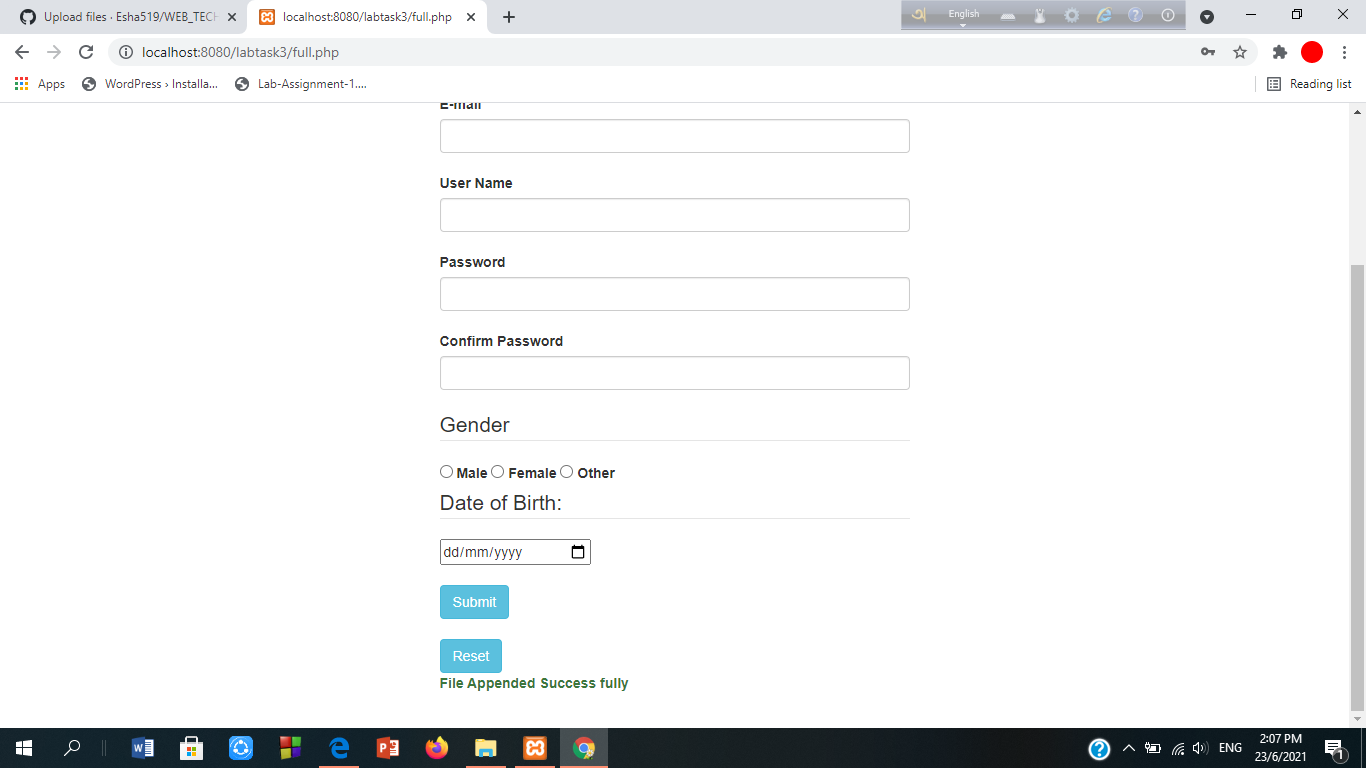 Upload files · Esha519/WEB_TECH
localhost:8080/labtask3/full.php
English
localhost:8080/labtask3/full.php
Apps
WordPress › Installa...
Lab-Assignment-1....
Reading list
E-mail
User Name
Password
Confirm Password
Gender
Male Female Other
Date of Birth:
dd/mm/yyyy
Submit
Reset
File Appended Success fully
ENG
2:07 PM
23/6/2021
1